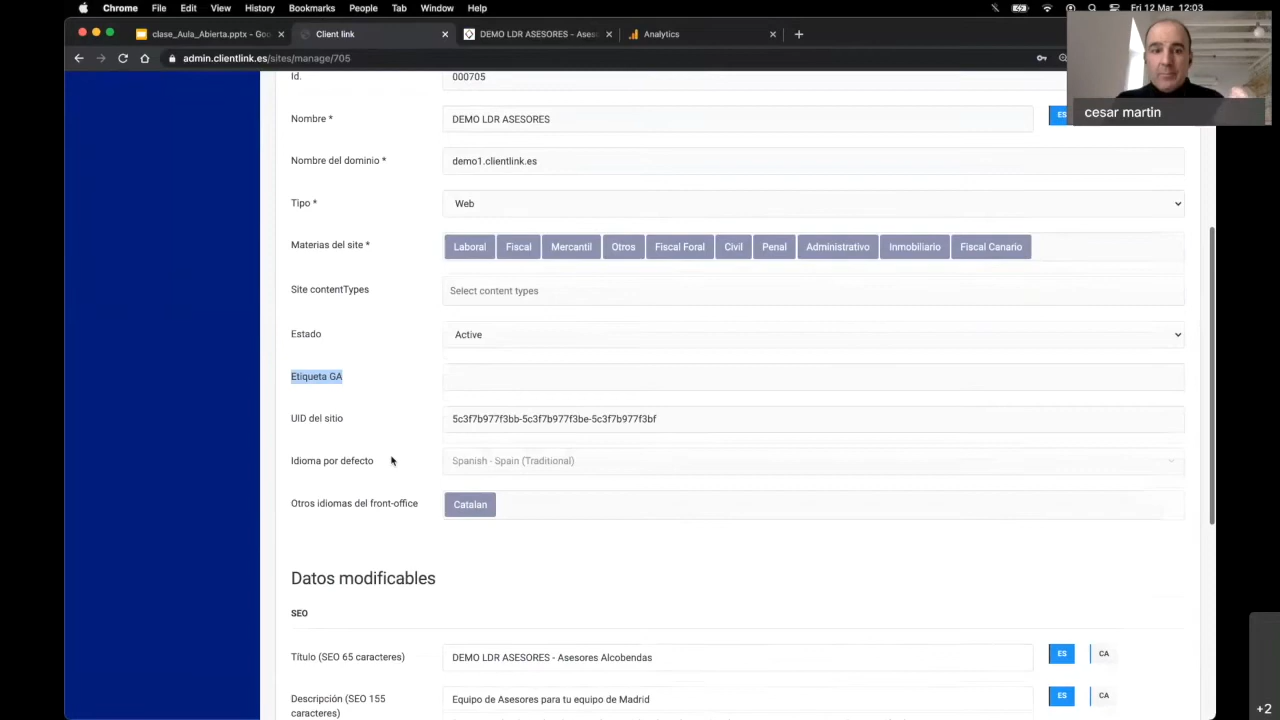 Chrome File Edit View History Bookmarks People Tab Window Help
Fri 12 Mar 12:03
clase_Aula_Abierta.pptx - Goo
Client link
DEMO LDR ASESORES - Ases
Analytics
admin.clientlink.es/sites/manage/705
cesar martin
Id. 000705
Nombre * DEMO LDR ASESORES ES
Nombre del dominio * demo1.clientlink.es
Tipo * Web
Materias del site * Laboral Fiscal Mercantil Otros Fiscal Foral Civil Penal Administrativo Inmobiliario Fiscal Canario
Site contentTypes Select content types
Estado Active
Etiqueta GA
UID del sitio 5c3f7b977f3bb-5c3f7b977f3be-5c3f7b977f3bf
Idioma por defecto Spanish - Spain (Traditional)
Otros idiomas del front-office Catalan
Datos modificables
SEO
Título (SEO 65 caracteres) DEMO LDR ASESORES - Asesores Alcobendas ES CA
Descripción (SEO 155 Equipo de Asesores para tu equipo de Madrid ES CA
caracteres)
+2